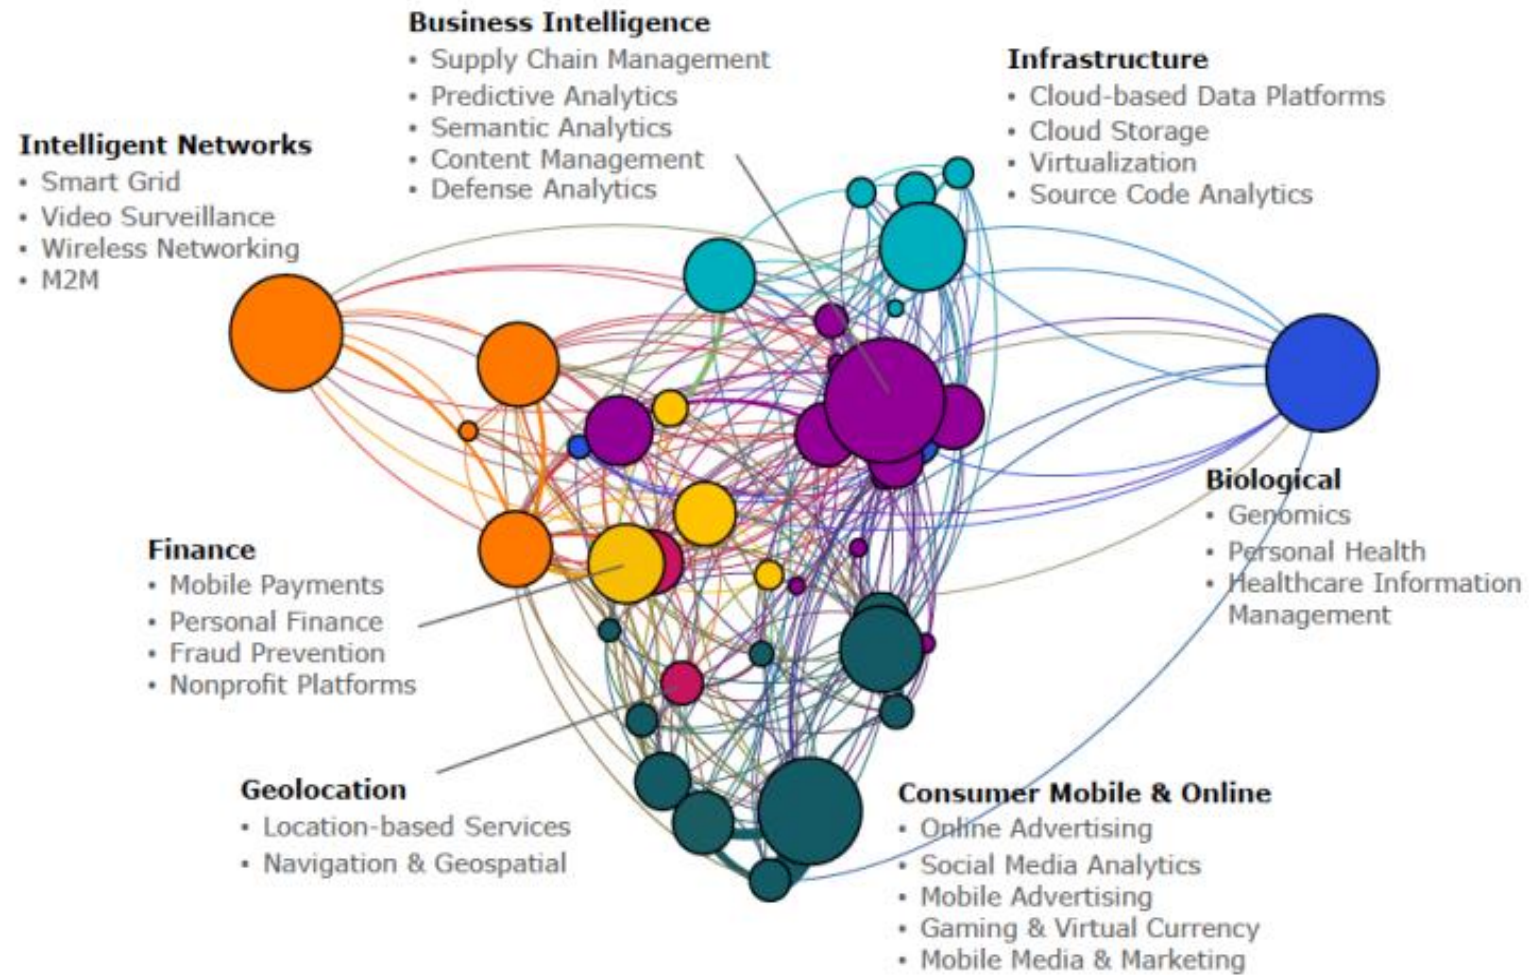 Business Intelligence
• Supply Chain Management
• Predictive Analytics
• Semantic Analytics
• Content Management
• Defense Analytics
Infrastructure
• Cloud-based Data Platforms
• Cloud Storage
• Virtualization
• Source Code Analytics
Intelligent Networks
• Smart Grid
• Video Surveillance
• Wireless Networking
• M2M
Biological
• Genomics
• Personal Health
• Healthcare Information
Management
Finance
• Mobile Payments
• Personal Finance
• Fraud Prevention
• Nonprofit Platforms
Geolocation
• Location-based Services
• Navigation & Geospatial
Consumer Mobile & Online
• Online Advertising
• Social Media Analytics
• Mobile Advertising
• Gaming & Virtual Currency
• Mobile Media & Marketing